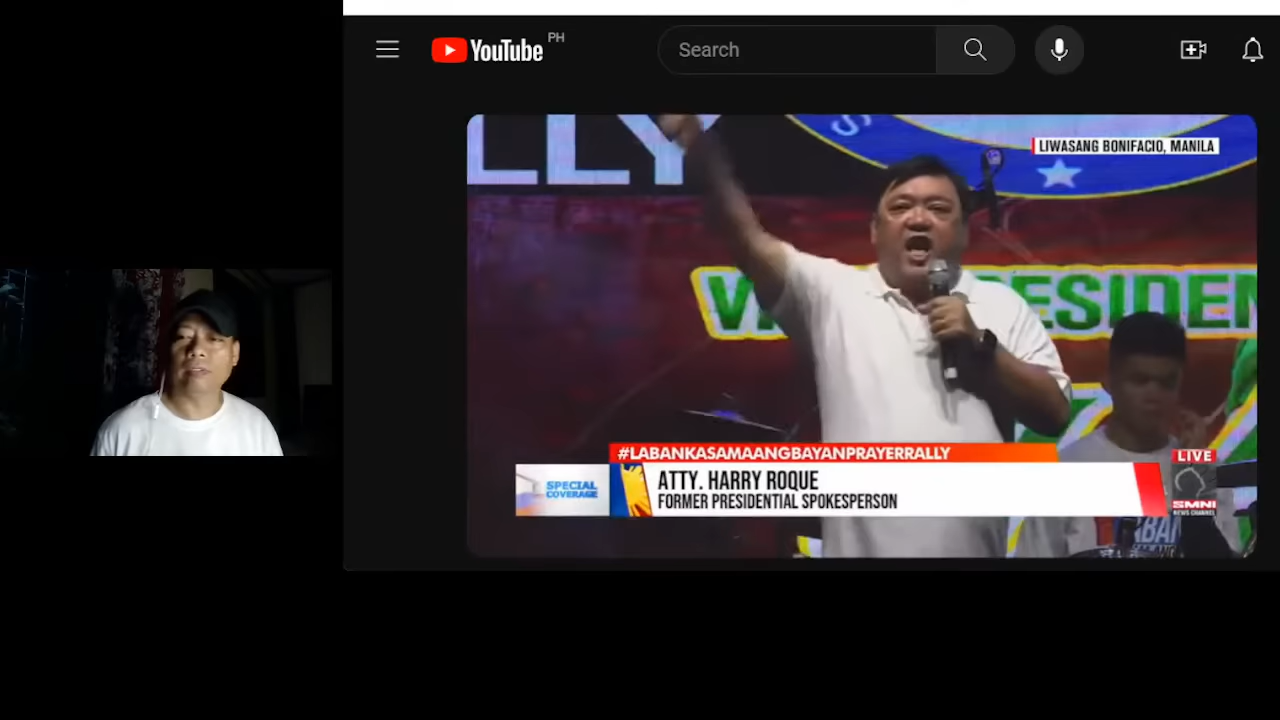 YouTube PH
Search
LLY
S
LIWASANG BONIFACIO, MANILA
ESIDEN
#LABANKASAMAANGBAYANPRAYERRALLY
SPECIAL
COVERAGE
ATTY. HARRY ROQUE
FORMER PRESIDENTIAL SPOKESPERSON
LIVE
SMNI
NEWS CHANNEL